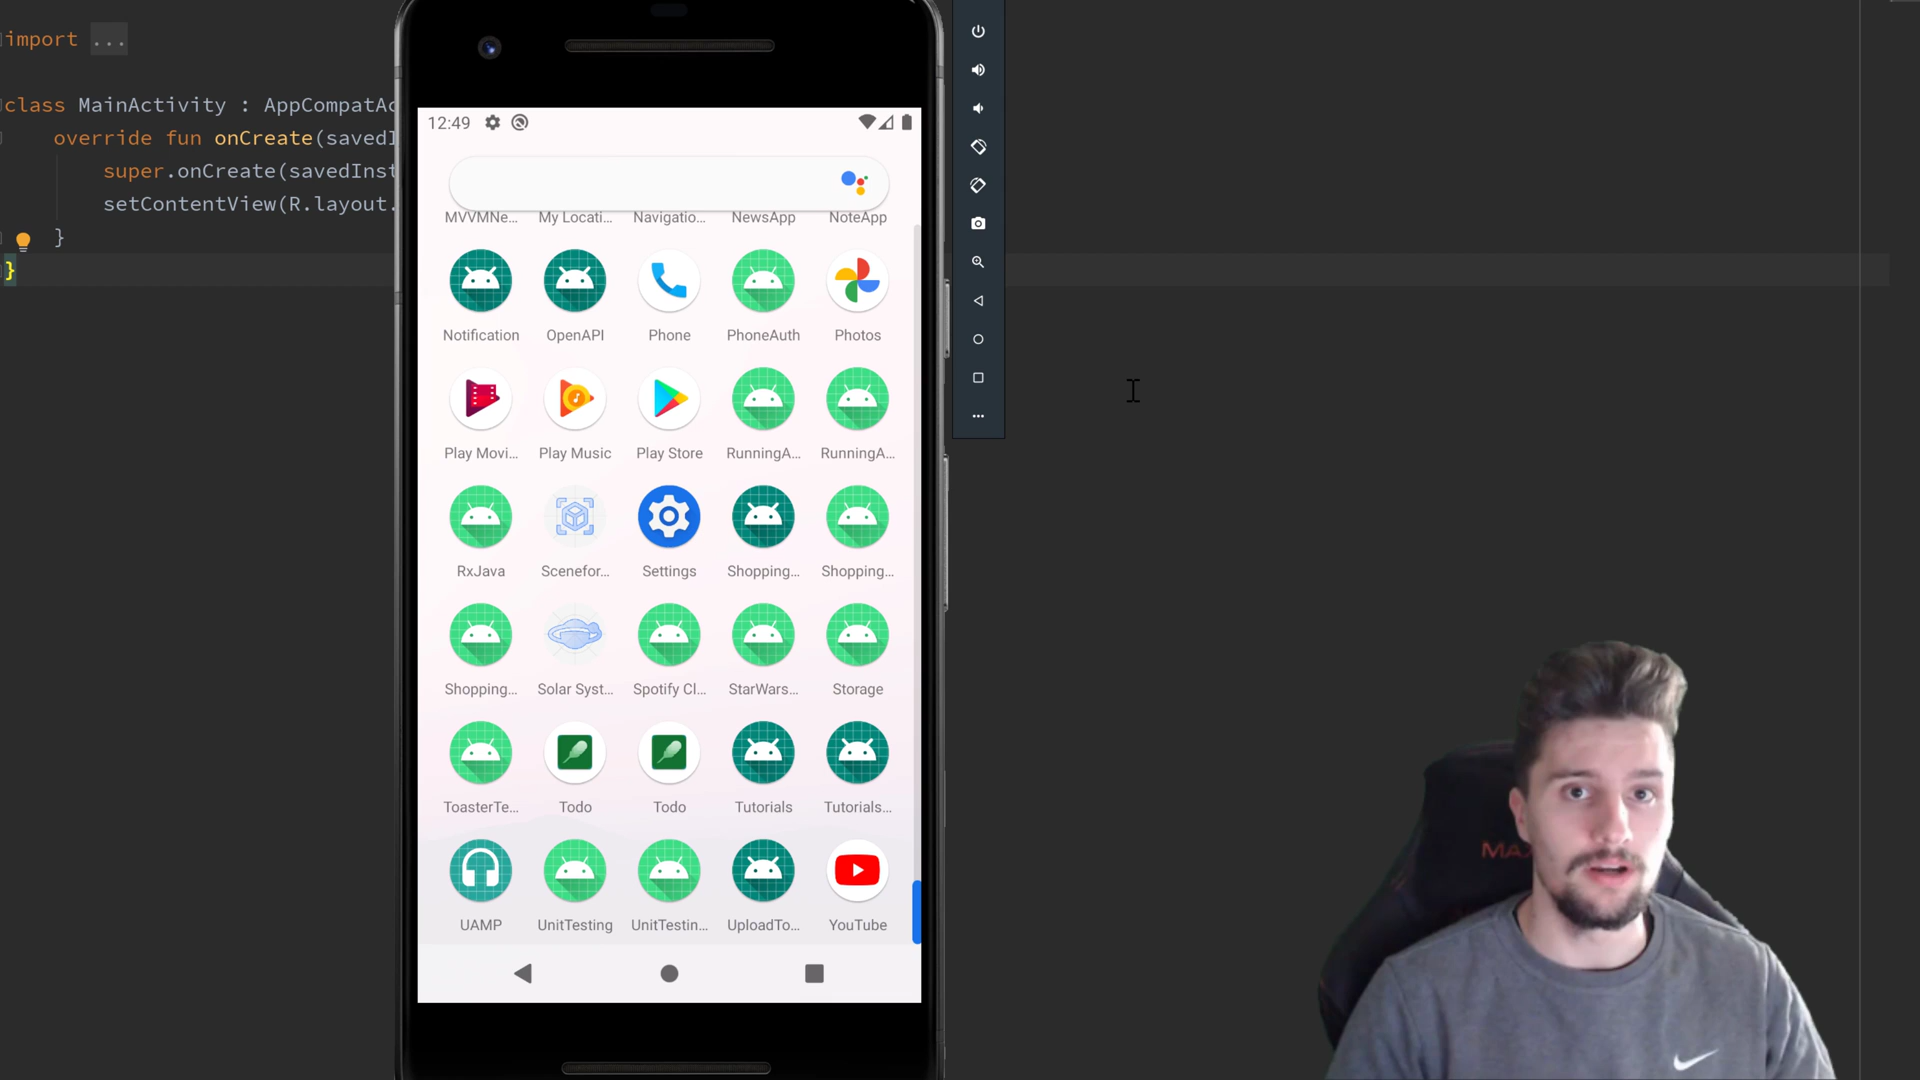 import ...
class MainActivity : AppCompatAc
override fun onCreate(savedI
super.onCreate(savedInst
setContentView(R.layout.
}
}
12:49
MVVMNe... My Locati... Navigatio... NewsApp NoteApp
Notification OpenAPI Phone PhoneAuth Photos
Play Movi... Play Music Play Store RunningA... RunningA...
RxJava Scenefor... Settings Shopping... Shopping...
Shopping... Solar Syst... Spotify Cl... StarWars... Storage
ToasterTe... Todo Todo Tutorials Tutorials...
UAMP UnitTesting UnitTestin... UploadTo... YouTube